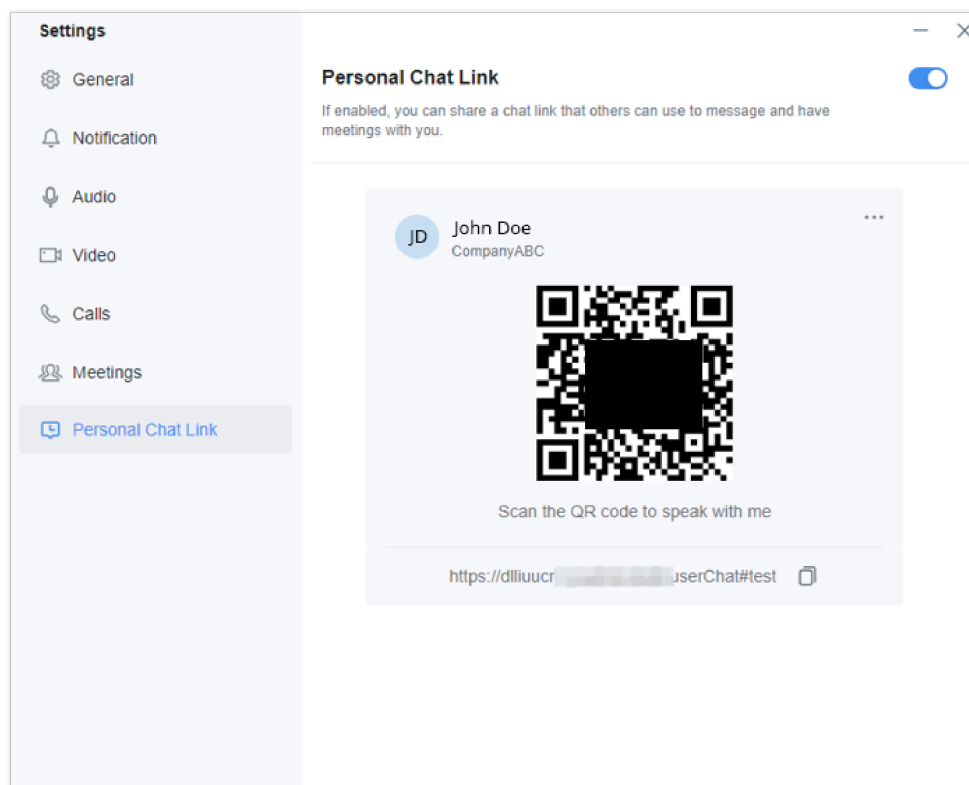 Settings
General
Notification
Audio
Video
Calls
Meetings
Personal Chat Link
Personal Chat Link
If enabled, you can share a chat link that others can use to message and have
meetings with you.
JD
John Doe
CompanyABC
Scan the QR code to speak with me
https://dlliuucr userChat#test